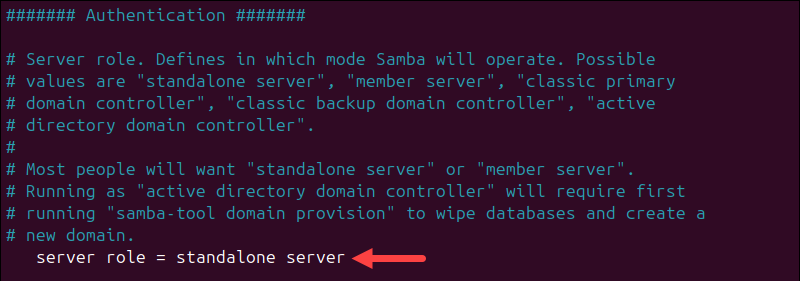 ####### Authentication #######
# Server role. Defines in which mode Samba will operate. Possible
# values are "standalone server", "member server", "classic primary
# domain controller", "classic backup domain controller", "active
# directory domain controller".
#
# Most people will want "standalone server" or "member server".
# Running as "active directory domain controller" will require first
# running "samba-tool domain provision" to wipe databases and create a
# new domain.
server role = standalone server